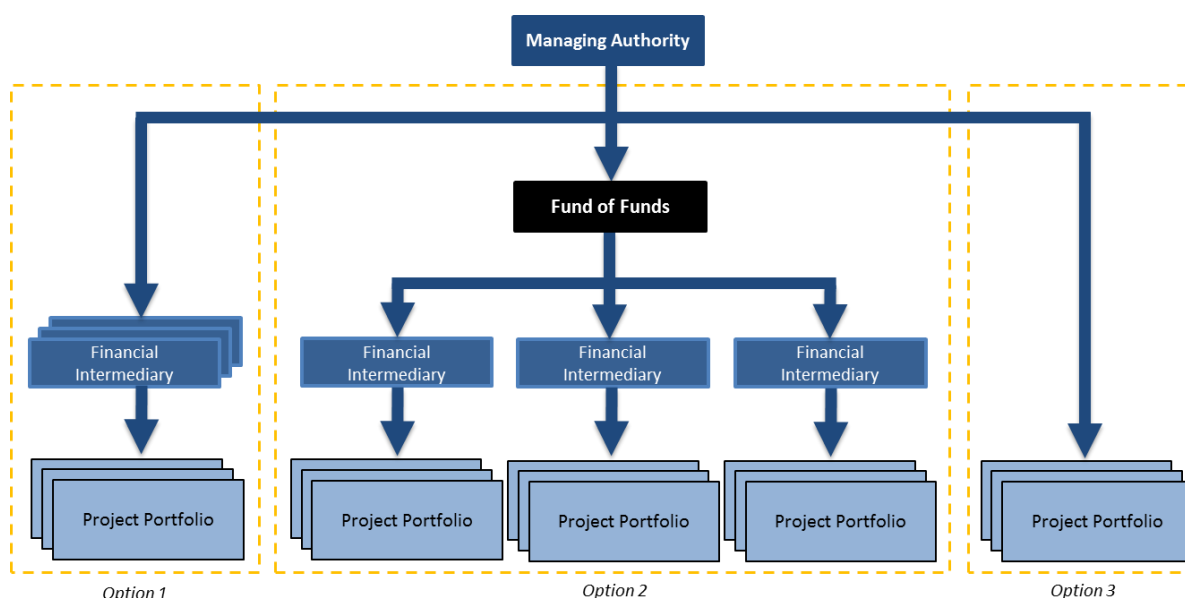 Managing Authority
Fund of Funds
Financial
Intermediary
Financial
Intermediary
Financial
Intermediary
Financial
Intermediary
Project Portfolio
Project Portfolio
Project Portfolio
Project Portfolio
Project Portfolio
Option 1
Option 2
Option 3